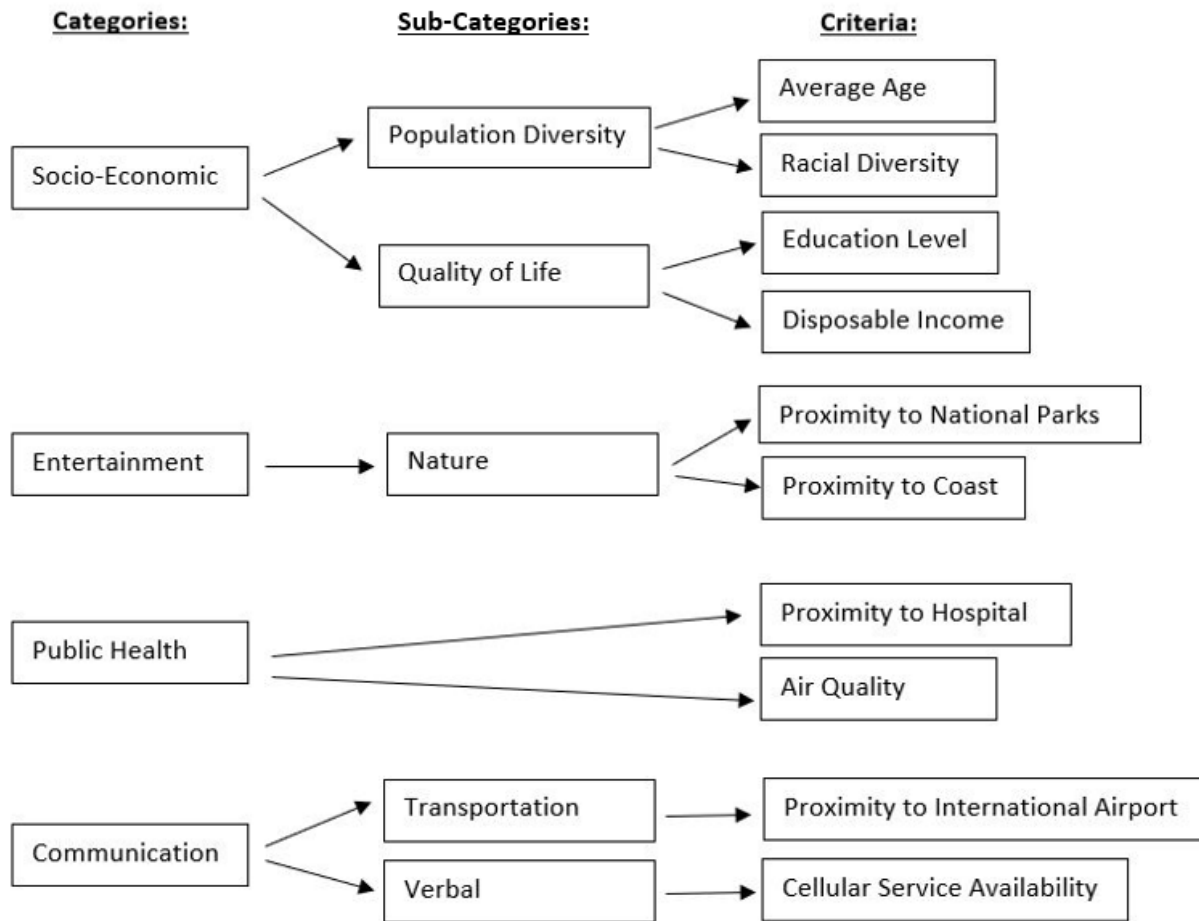 Categories:
Sub-Categories:
Criteria:
Socio-Economic
Population Diversity
Average Age
Racial Diversity
Quality of Life
Education Level
Disposable Income
Entertainment
Nature
Proximity to National Parks
Proximity to Coast
Public Health
Proximity to Hospital
Air Quality
Communication
Transportation
Proximity to International Airport
Verbal
Cellular Service Availability